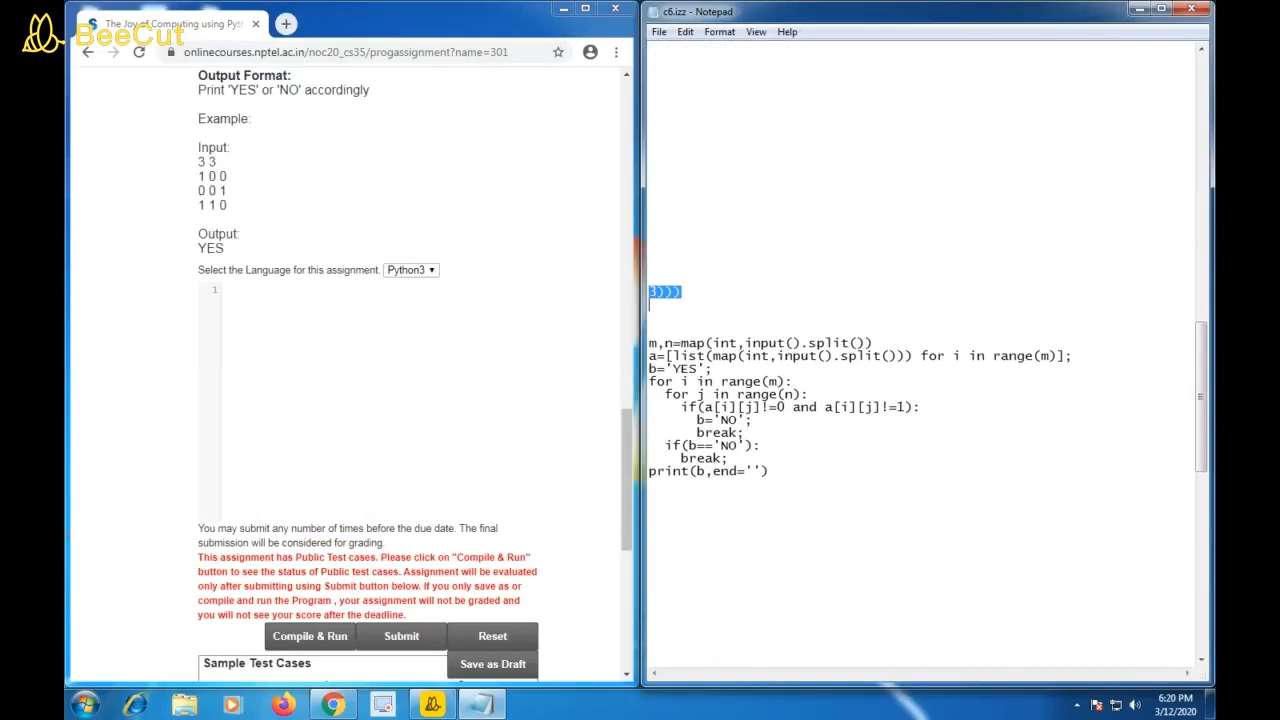 BeeCut
The Joy of Computing using Pyt
onlinecourses.nptel.ac.in/noc20_cs35/progassignment?name=301
Output Format:
Print 'YES' or 'NO' accordingly
Example:
Input:
3 3
1 0 0
0 0 1
1 1 0
Output:
YES
Select the Language for this assignment. Python3
1
You may submit any number of times before the due date. The final
submission will be considered for grading.
This assignment has Public Test cases. Please click on "Compile & Run"
button to see the status of Public test cases. Assignment will be evaluated
only after submitting using Submit button below. If you only save as or
compile and run the Program , your assignment will not be graded and
you will not see your score after the deadline.
Compile & Run Submit Reset
Sample Test Cases
Save as Draft
c6.izz - Notepad
File Edit Format View Help
3)))
m,n=map(int,input().split())
a=[list(map(int,input().split())) for i in range(m)];
b='YES';
for i in range(m):
  for j in range(n):
    if(a[i][j]!=0 and a[i][j]!=1):
      b='NO';
      break;
  if(b=='NO'):
    break;
print(b,end='')
6:20 PM
3/12/2020